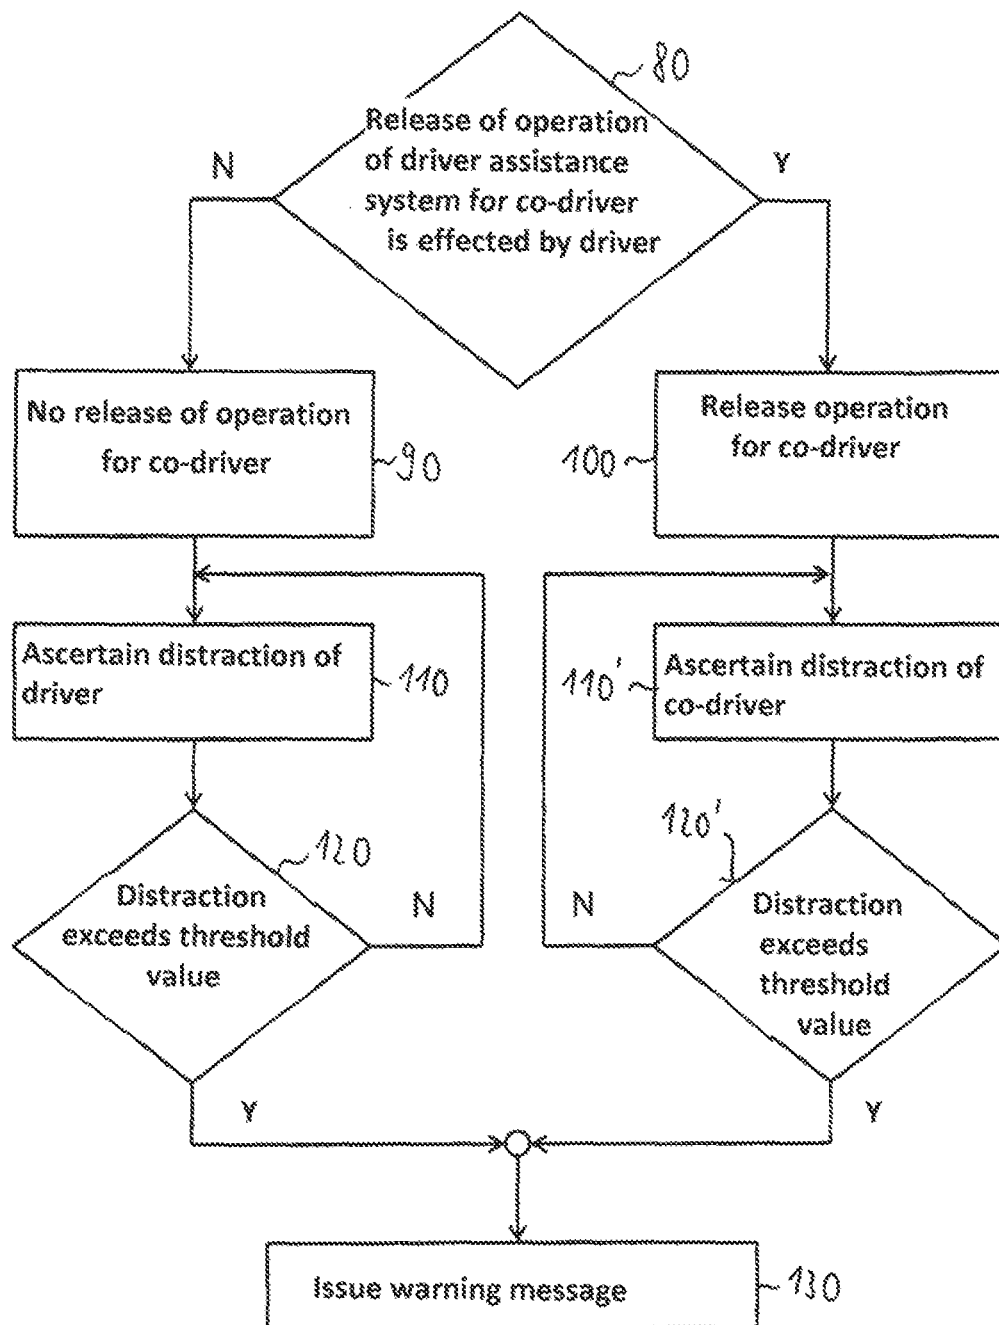 80
Release of operation
of driver assistance
system for co-driver
is effected by driver
N
Y
No release of operation
for co-driver
90
100
Release operation
for co-driver
Ascertain distraction of
driver
110
110'
Ascertain distraction of
co-driver
120
120'
Distraction
exceeds threshold
value
N
N
Distraction
exceeds
threshold
value
Y
Y
Issue warning message
130